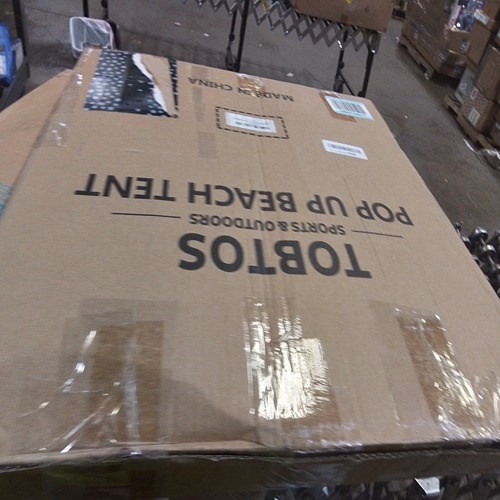 TOBTOS
SPORTS & OUTDOORS
POP UP BEACH TENT
MADE IN CHINA